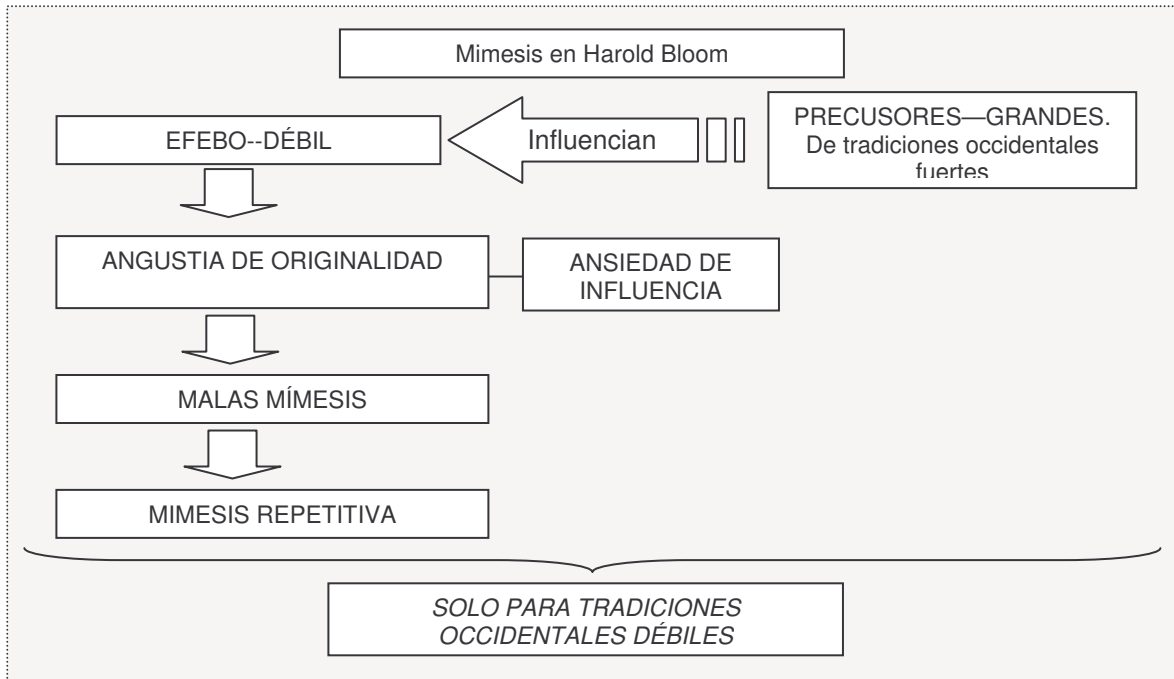 Mimesis en Harold Bloom
EFEBO--DÉBIL
Influencian
PRECUSORES—GRANDES.
De tradiciones occidentales
fuertes
ANGUSTIA DE ORIGINALIDAD
ANSIEDAD DE
INFLUENCIA
MALAS MÍMESIS
MIMESIS REPETITIVA
SOLO PARA TRADICIONES
OCCIDENTALES DÉBILES